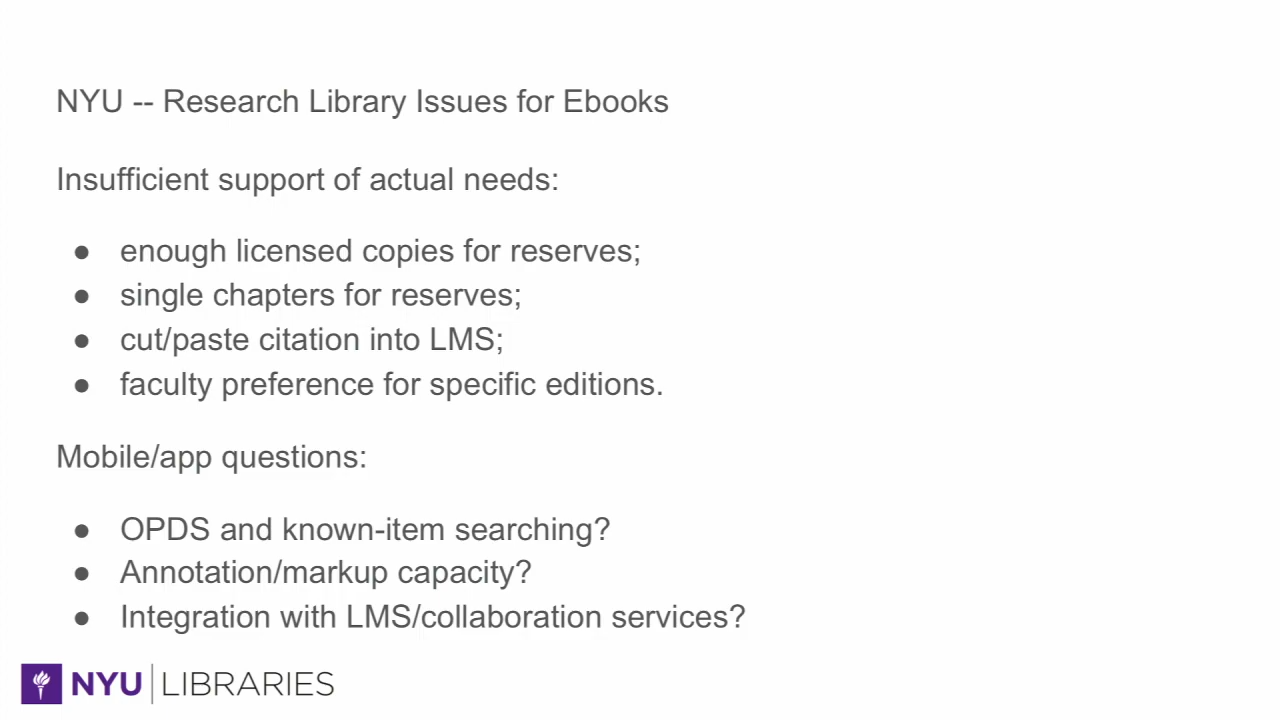 NYU -- Research Library Issues for Ebooks
Insufficient support of actual needs:
● enough licensed copies for reserves;
● single chapters for reserves;
● cut/paste citation into LMS;
● faculty preference for specific editions.
Mobile/app questions:
● OPDS and known-item searching?
● Annotation/markup capacity?
● Integration with LMS/collaboration services?
NYU | LIBRARIES